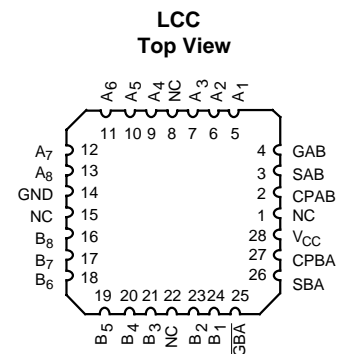 LCC
Top View
A6 A5 A4 NC A3 A2 A1
11 10 9 8 7 6 5
A7 12 4 GAB
A8 13 3 SAB
GND 14 2 CPAB
NC 15 1 NC
B8 16 28 VCC
B7 17 27 CPBA
B6 18 26 SBA
19 20 21 22 23 24 25
B5 B4 B3 NC B2 B1 G̅B̅A̅